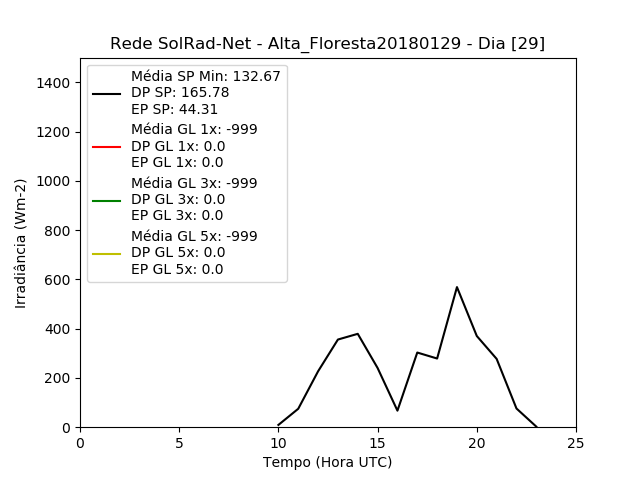 Rede SolRad-Net - Alta_Floresta20180129 - Dia [29]
Média SP Min: 132.67
DP SP: 165.78
EP SP: 44.31
Média GL 1x: -999
DP GL 1x: 0.0
EP GL 1x: 0.0
Média GL 3x: -999
DP GL 3x: 0.0
EP GL 3x: 0.0
Média GL 5x: -999
DP GL 5x: 0.0
EP GL 5x: 0.0
Irradiância (Wm-2)
1400
1200
1000
800
600
400
200
0
0 5 10 15 20 25
Tempo (Hora UTC)